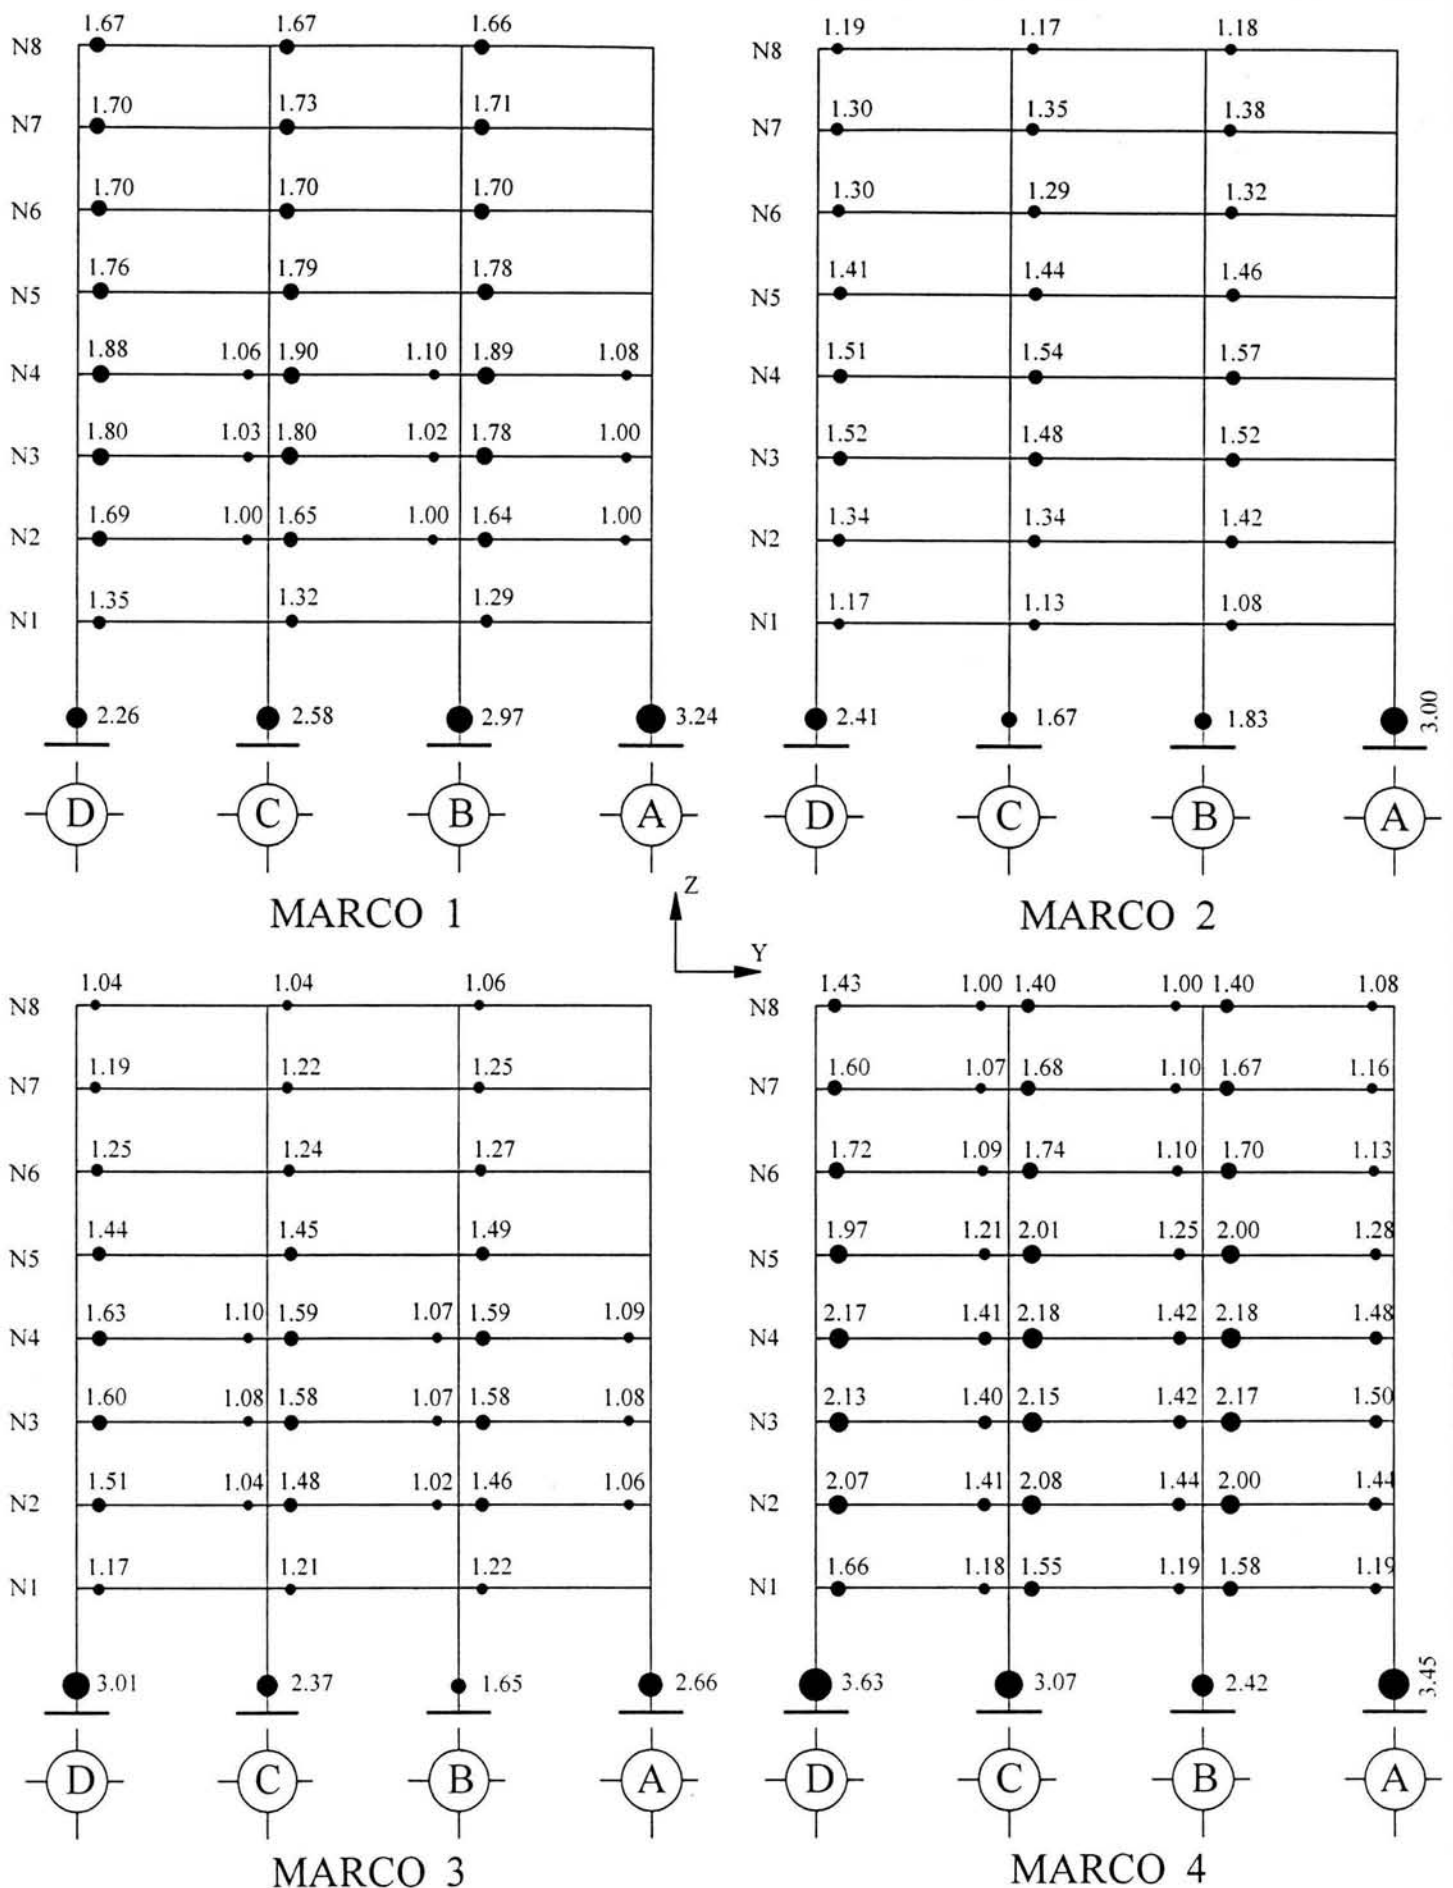 1.67 1.67 1.66
N8
1.70 1.73 1.71
N7
1.70 1.70 1.70
N6
1.76 1.79 1.78
N5
1.88 1.06 1.90 1.10 1.89 1.08
N4
1.80 1.03 1.80 1.02 1.78 1.00
N3
1.69 1.00 1.65 1.00 1.64 1.00
N2
1.35 1.32 1.29
N1
2.26 2.58 2.97 3.24
D C B A
MARCO 1
1.19 1.17 1.18
N8
1.30 1.35 1.38
N7
1.30 1.29 1.32
N6
1.41 1.44 1.46
N5
1.51 1.54 1.57
N4
1.52 1.48 1.52
N3
1.34 1.34 1.42
N2
1.17 1.13 1.08
N1
2.41 1.67 1.83 3.00
D C B A
MARCO 2
Z
Y
1.04 1.04 1.06
N8
1.19 1.22 1.25
N7
1.25 1.24 1.27
N6
1.44 1.45 1.49
N5
1.63 1.10 1.59 1.07 1.59 1.09
N4
1.60 1.08 1.58 1.07 1.58 1.08
N3
1.51 1.04 1.48 1.02 1.46 1.06
N2
1.17 1.21 1.22
N1
3.01 2.37 1.65 2.66
D C B A
MARCO 3
1.43 1.00 1.40 1.00 1.40 1.08
N8
1.60 1.07 1.68 1.10 1.67 1.16
N7
1.72 1.09 1.74 1.10 1.70 1.13
N6
1.97 1.21 2.01 1.25 2.00 1.28
N5
2.17 1.41 2.18 1.42 2.18 1.48
N4
2.13 1.40 2.15 1.42 2.17 1.50
N3
2.07 1.41 2.08 1.44 2.00 1.44
N2
1.66 1.18 1.55 1.19 1.58 1.19
N1
3.63 3.07 2.42 3.45
D C B A
MARCO 4